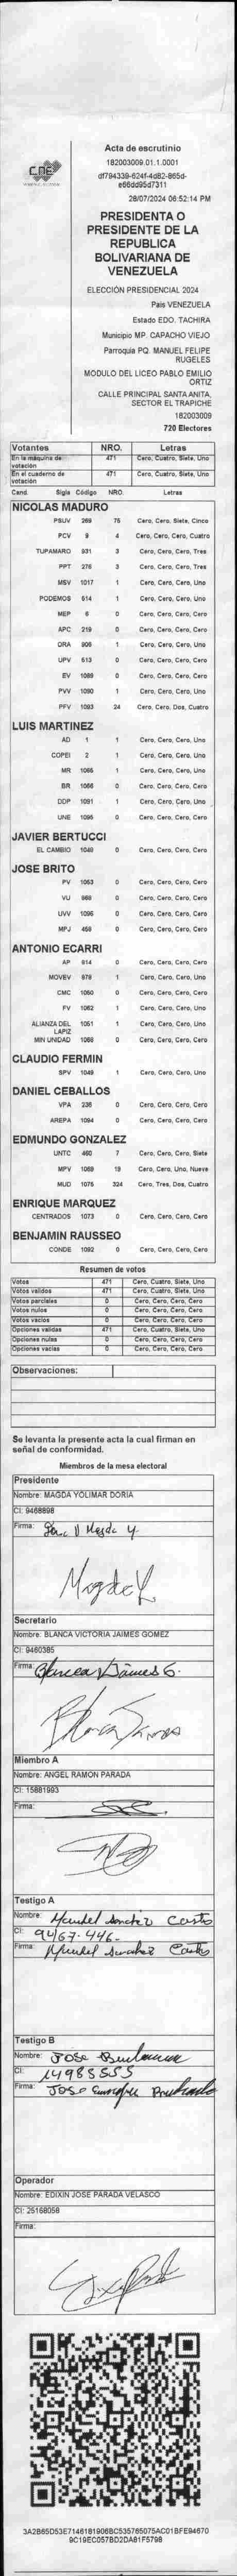 CNE
Acta de escrutinio
182003009.01.1.0001
df794339-624f-4d82-865d-
e66dd95d7311
28/07/2024 06:52:14 PM
PRESIDENTA O
PRESIDENTE DE LA
REPUBLICA
BOLIVARIANA DE
VENEZUELA
ELECCIÓN PRESIDENCIAL 2024
Pais VENEZUELA
Estado EDO. TACHIRA
Municipio MP. CAPACHO VIEJO
Parroquia PQ. MANUEL FELIPE
RUGELES
MODULO DEL LICEO PABLO EMILIO
ORTIZ
CALLE PRINCIPAL SANTA ANITA,
SECTOR EL TRAPICHE
182003009
720 Electores
Votantes NRO. Letras
En la máquina de votación 471 Cero, Cuatro, Siete, Uno
En el cuaderno de votación 471 Cero, Cuatro, Siete, Uno
Cand. Sigla Código NRO. Letras
NICOLAS MADURO
PSUV 269 75 Cero, Cero, Siete, Cinco
PCV 9 4 Cero, Cero, Cero, Cuatro
TUPAMARO 931 3 Cero, Cero, Cero, Tres
PPT 276 3 Cero, Cero, Cero, Tres
MSV 1017 1 Cero, Cero, Cero, Uno
PODEMOS 514 1 Cero, Cero, Cero, Uno
MEP 6 0 Cero, Cero, Cero, Cero
APC 219 0 Cero, Cero, Cero, Cero
ORA 906 1 Cero, Cero, Cero, Uno
UPV 613 0 Cero, Cero, Cero, Cero
EV 1089 0 Cero, Cero, Cero, Cero
PVV 1090 1 Cero, Cero, Cero, Uno
PFV 1093 24 Cero, Cero, Dos, Cuatro
LUIS MARTINEZ
AD 1 1 Cero, Cero, Cero, Uno
COPEI 2 1 Cero, Cero, Cero, Uno
MR 1065 1 Cero, Cero, Cero, Uno
BR 1066 0 Cero, Cero, Cero, Cero
DDP 1091 1 Cero, Cero, Cero, Uno
UNE 1095 0 Cero, Cero, Cero, Cero
JAVIER BERTUCCI
EL CAMBIO 1048 0 Cero, Cero, Cero, Cero
JOSE BRITO
PV 1053 0 Cero, Cero, Cero, Cero
VU 968 0 Cero, Cero, Cero, Cero
UVV 1096 0 Cero, Cero, Cero, Cero
MPJ 458 0 Cero, Cero, Cero, Cero
ANTONIO ECARRI
AP 814 0 Cero, Cero, Cero, Cero
MOVEV 978 1 Cero, Cero, Cero, Uno
CMC 1050 0 Cero, Cero, Cero, Cero
FV 1062 1 Cero, Cero, Cero, Uno
ALIANZA DEL 1051 1 Cero, Cero, Cero, Uno
LAPIZ
MIN UNIDAD 1058 0 Cero, Cero, Cero, Cero
CLAUDIO FERMIN
SPV 1049 1 Cero, Cero, Cero, Uno
DANIEL CEBALLOS
VPA 236 0 Cero, Cero, Cero, Cero
AREPA 1094 0 Cero, Cero, Cero, Cero
EDMUNDO GONZALEZ
UNTC 460 7 Cero, Cero, Cero, Siete
MPV 1069 19 Cero, Cero, Uno, Nueve
MUD 1075 324 Cero, Tres, Dos, Cuatro
ENRIQUE MARQUEZ
CENTRADOS 1073 0 Cero, Cero, Cero, Cero
BENJAMIN RAUSSEO
CONDE 1092 0 Cero, Cero, Cero, Cero
Resumen de votos
Votos 471 Cero, Cuatro, Siete, Uno
Votos validos 471 Cero, Cuatro, Siete, Uno
Votos parciales 0 Cero, Cero, Cero, Cero
Votos nulos 0 Cero, Cero, Cero, Cero
Votos vacios 0 Cero, Cero, Cero, Cero
Opciones validas 471 Cero, Cuatro, Siete, Uno
Opciones nulas 0 Cero, Cero, Cero, Cero
Opciones vacias 0 Cero, Cero, Cero, Cero
Observaciones:
Se levanta la presente acta la cual firman en
señal de conformidad.
Miembros de la mesa electoral
Presidente
Nombre: MAGDA YOLIMAR DORIA
CI: 9468898
Firma: Magda Y
Magda Y
Secretario
Nombre: BLANCA VICTORIA JAIMES GOMEZ
CI: 9460385
Firma: Blanca Jaimes G.
Blanca Jaimes
Miembro A
Nombre: ANGEL RAMON PARADA
CI: 15881993
Firma:
Testigo A
Nombre: Sanchez Castro
CI: 9467.446.
Firma: Sanchez Castro
Testigo B
Nombre: Jose
CI: 14985555
Firma: Jose
Operador
Nombre: EDIXIN JOSE PARADA VELASCO
CI: 25168058
Firma:
3A2B65D53E7146181906BC535765075AC01BFE94670
9C19EC057BD2DA81F5798